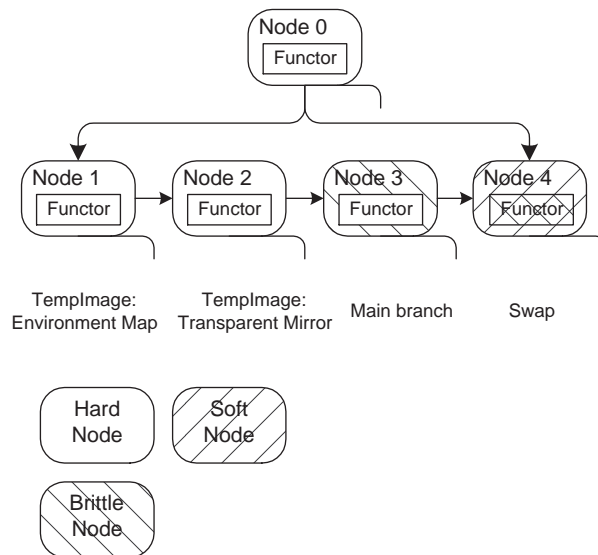 Node 0
Functor
Node 1
Functor
Node 2
Functor
Node 3
Functor
Node 4
Functor
TempImage:
Environment Map
TempImage:
Transparent Mirror
Main branch
Swap
Hard
Node
Soft
Node
Brittle
Node